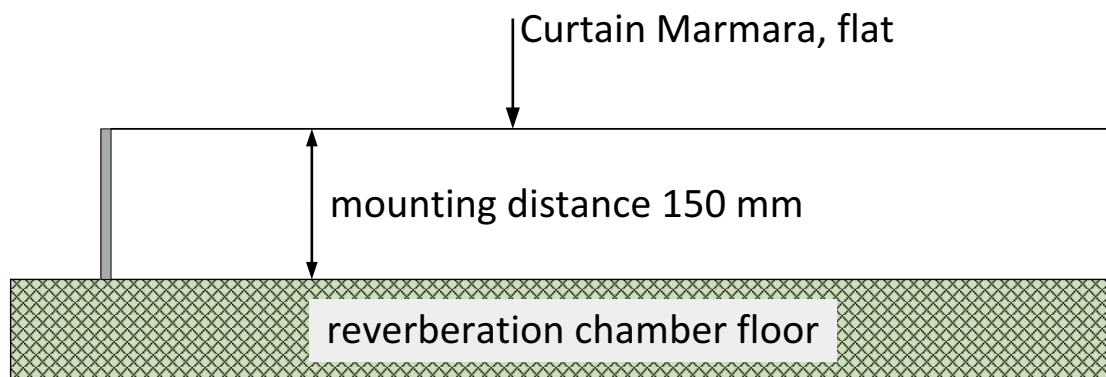 Curtain Marmara, flat
mounting distance 150 mm
reverberation chamber floor